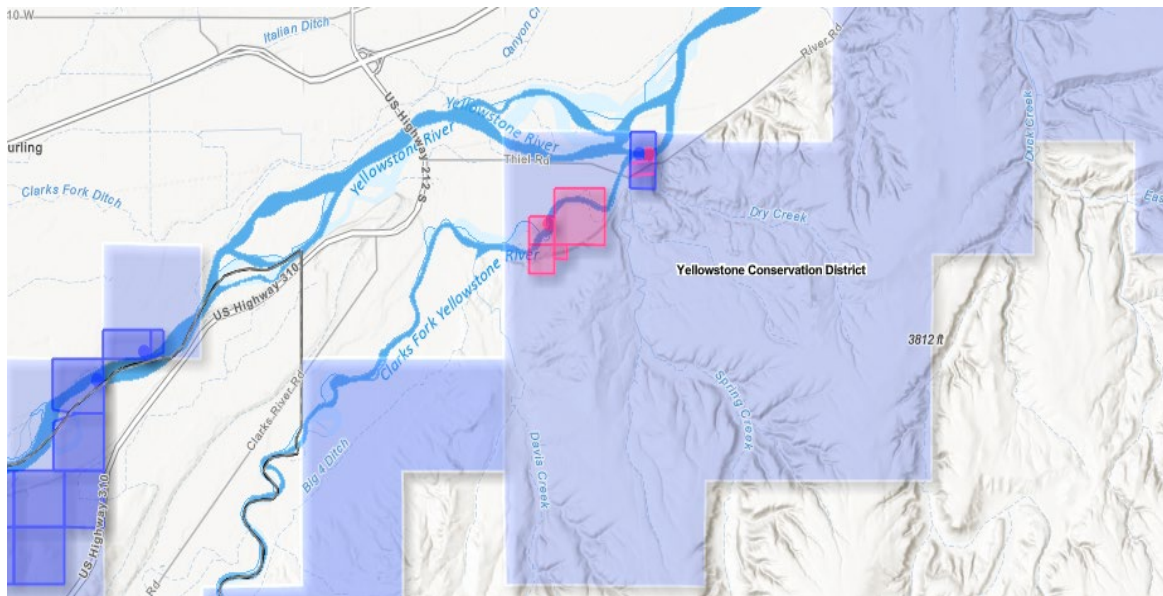 10 W
Italian Ditch
Canyon Cr
River Rd
US Highway 212 S
Yellowstone River
Yellowstone River
Duck Creek
urling
Thiel Rd
Clarks Fork Ditch
Eas
Dry Creek
Yellowstone Conservation District
US Highway 310
Clarks Fork Yellowstone River
3812 ft
Clarks River Rd
Spring Creek
Big 4 Ditch
Davis Creek
US Highway 310
Rd